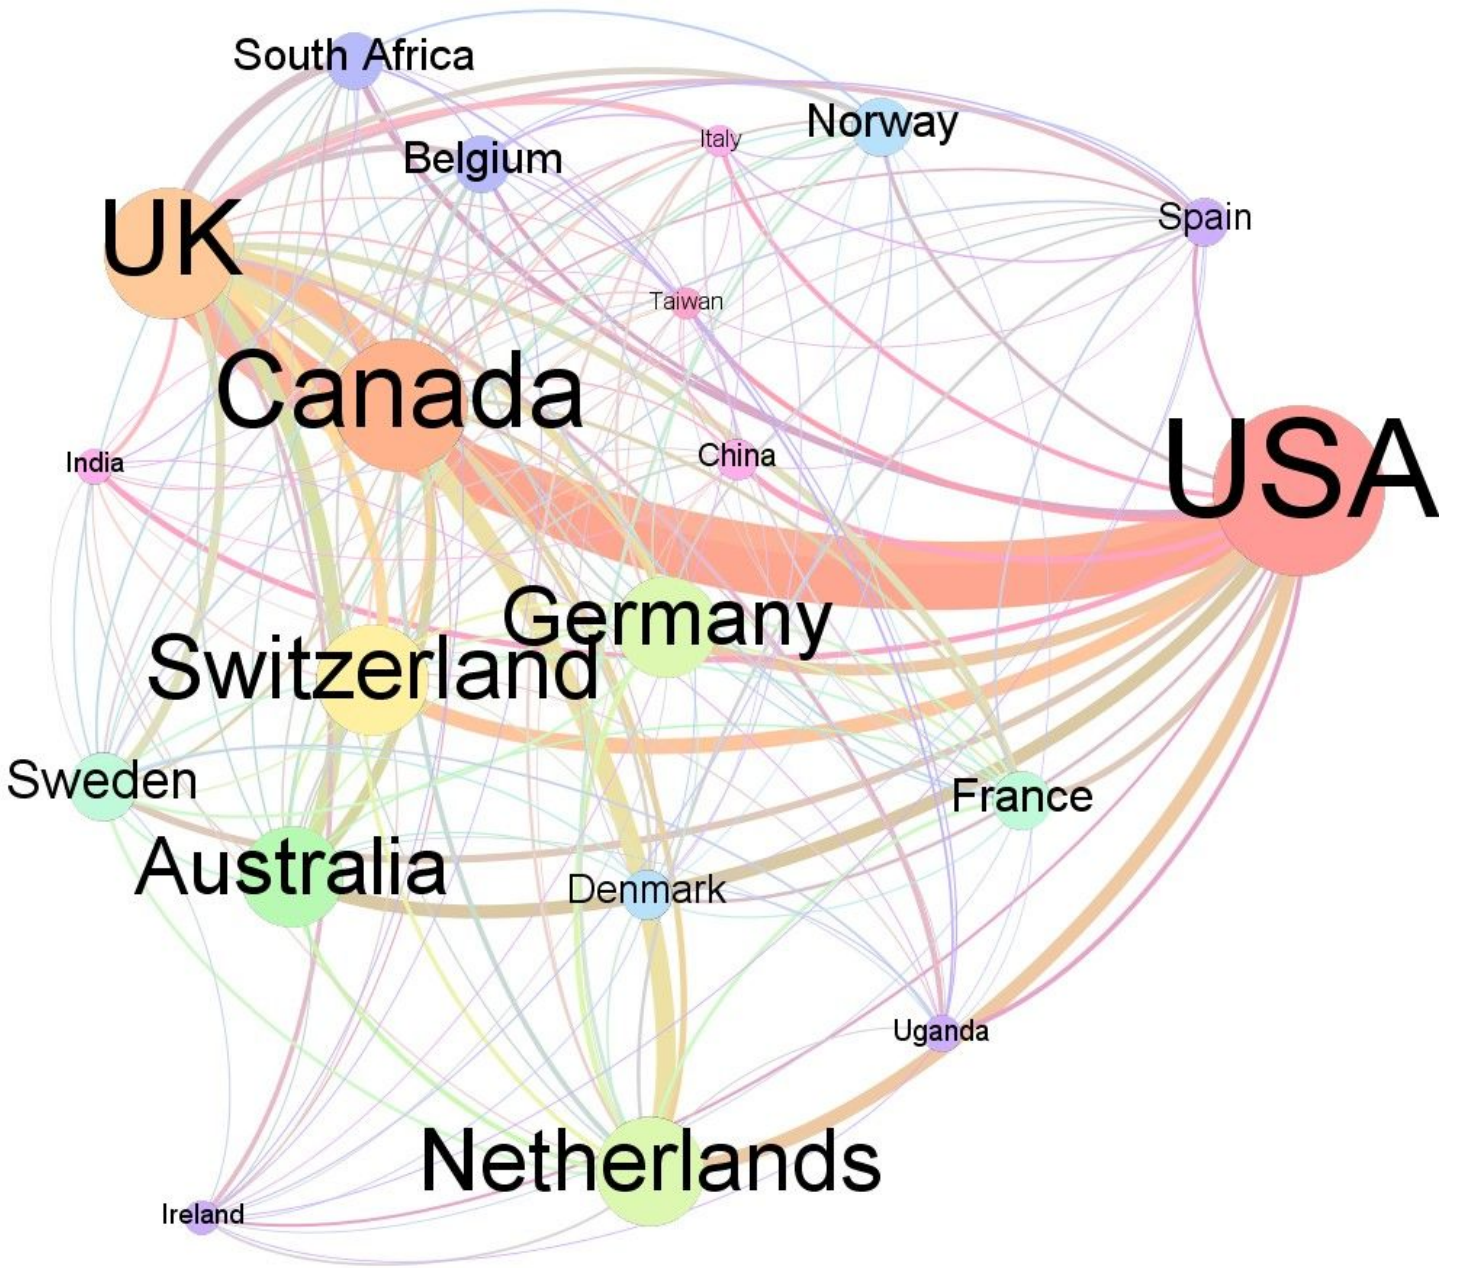 South Africa
Norway
Italy
Belgium
Spain
UK
Taiwan
Canada
China
India
USA
Germany
Switzerland
Sweden
France
Australia
Denmark
Uganda
Netherlands
Ireland